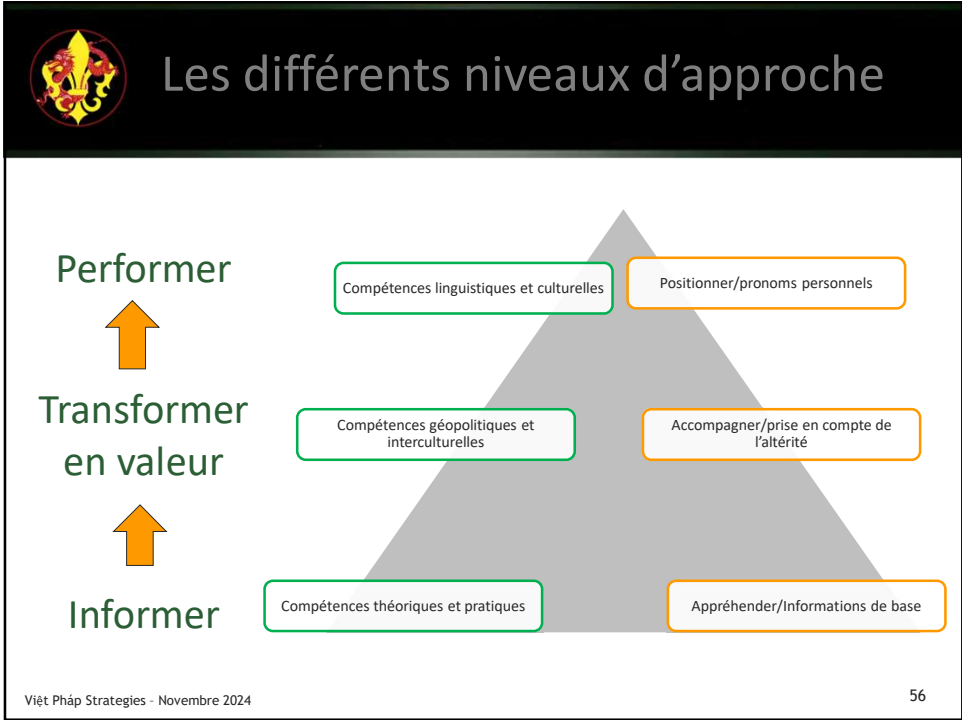 Les différents niveaux d’approche
Performer
Compétences linguistiques et culturelles
Positionner/pronoms personnels
Transformer
en valeur
Compétences géopolitiques et
interculturelles
Accompagner/prise en compte de
l’altérité
Informer
Compétences théoriques et pratiques
Appréhender/Informations de base
Việt Pháp Strategies – Novembre 2024
56